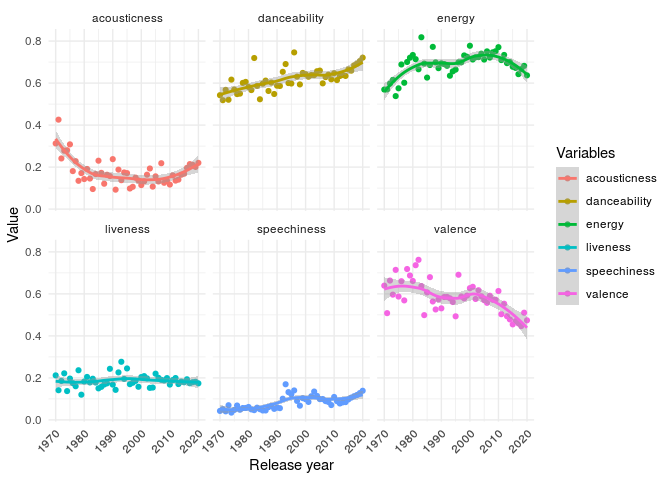 acousticness danceability energy
0.8
0.6
0.4
0.2
0.0
liveness speechiness valence
0.8
0.6
0.4
0.2
0.0
1970 1980 1990 2000 2010 2020 1970 1980 1990 2000 2010 2020 1970 1980 1990 2000 2010 2020
Release year
Value
Variables
acousticness
danceability
energy
liveness
speechiness
valence